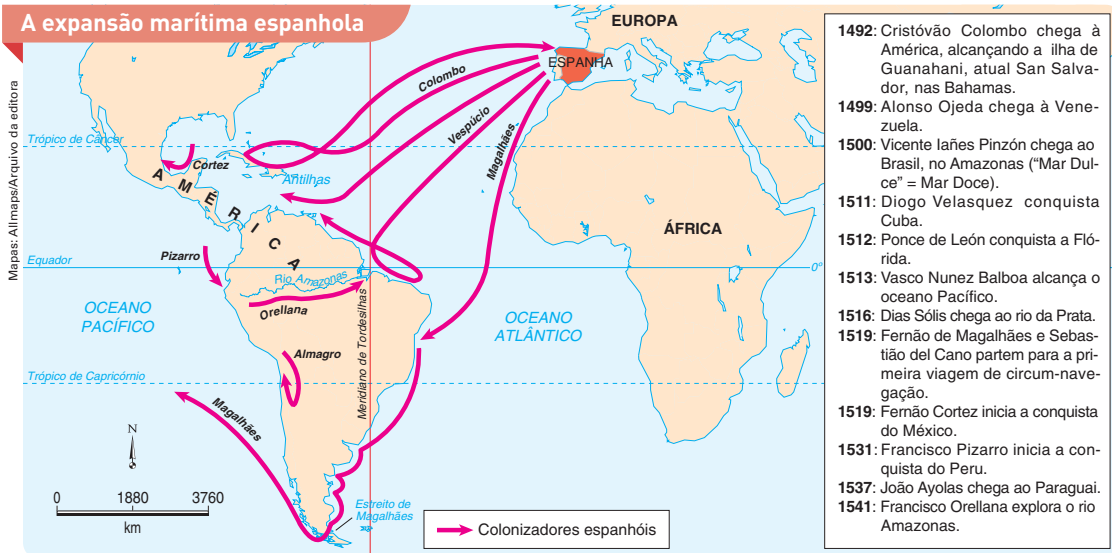 A expansão marítima espanhola
Mapas: Allmaps/Arquivo da editora
EUROPA
ESPANHA
Colombo
Vespúcio
Magalhães
Trópico de Câncer
Cortez
Antilhas
AMÉRICA
ÁFRICA
Pizarro
Equador
0°
Rio Amazonas
Orellana
OCEANO
PACÍFICO
OCEANO
ATLÂNTICO
Meridiano de Tordesilhas
Almagro
Trópico de Capricórnio
Magalhães
N
0 1880 3760
km
Estreito de
Magalhães
Colonizadores espanhóis
1492: Cristóvão Colombo chega à
América, alcançando a ilha de
Guanahani, atual San Salva-
dor, nas Bahamas.
1499: Alonso Ojeda chega à Vene-
zuela.
1500: Vicente Iañes Pinzón chega ao
Brasil, no Amazonas (“Mar Dul-
ce” = Mar Doce).
1511: Diogo Velasquez conquista
Cuba.
1512: Ponce de León conquista a Fló-
rida.
1513: Vasco Nunez Balboa alcança o
oceano Pacífico.
1516: Dias Sólis chega ao rio da Prata.
1519: Fernão de Magalhães e Sebas-
tião del Cano partem para a pri-
meira viagem de circum-nave-
gação.
1519: Fernão Cortez inicia a conquista
do México.
1531: Francisco Pizarro inicia a con-
quista do Peru.
1537: João Ayolas chega ao Paraguai.
1541: Francisco Orellana explora o rio
Amazonas.